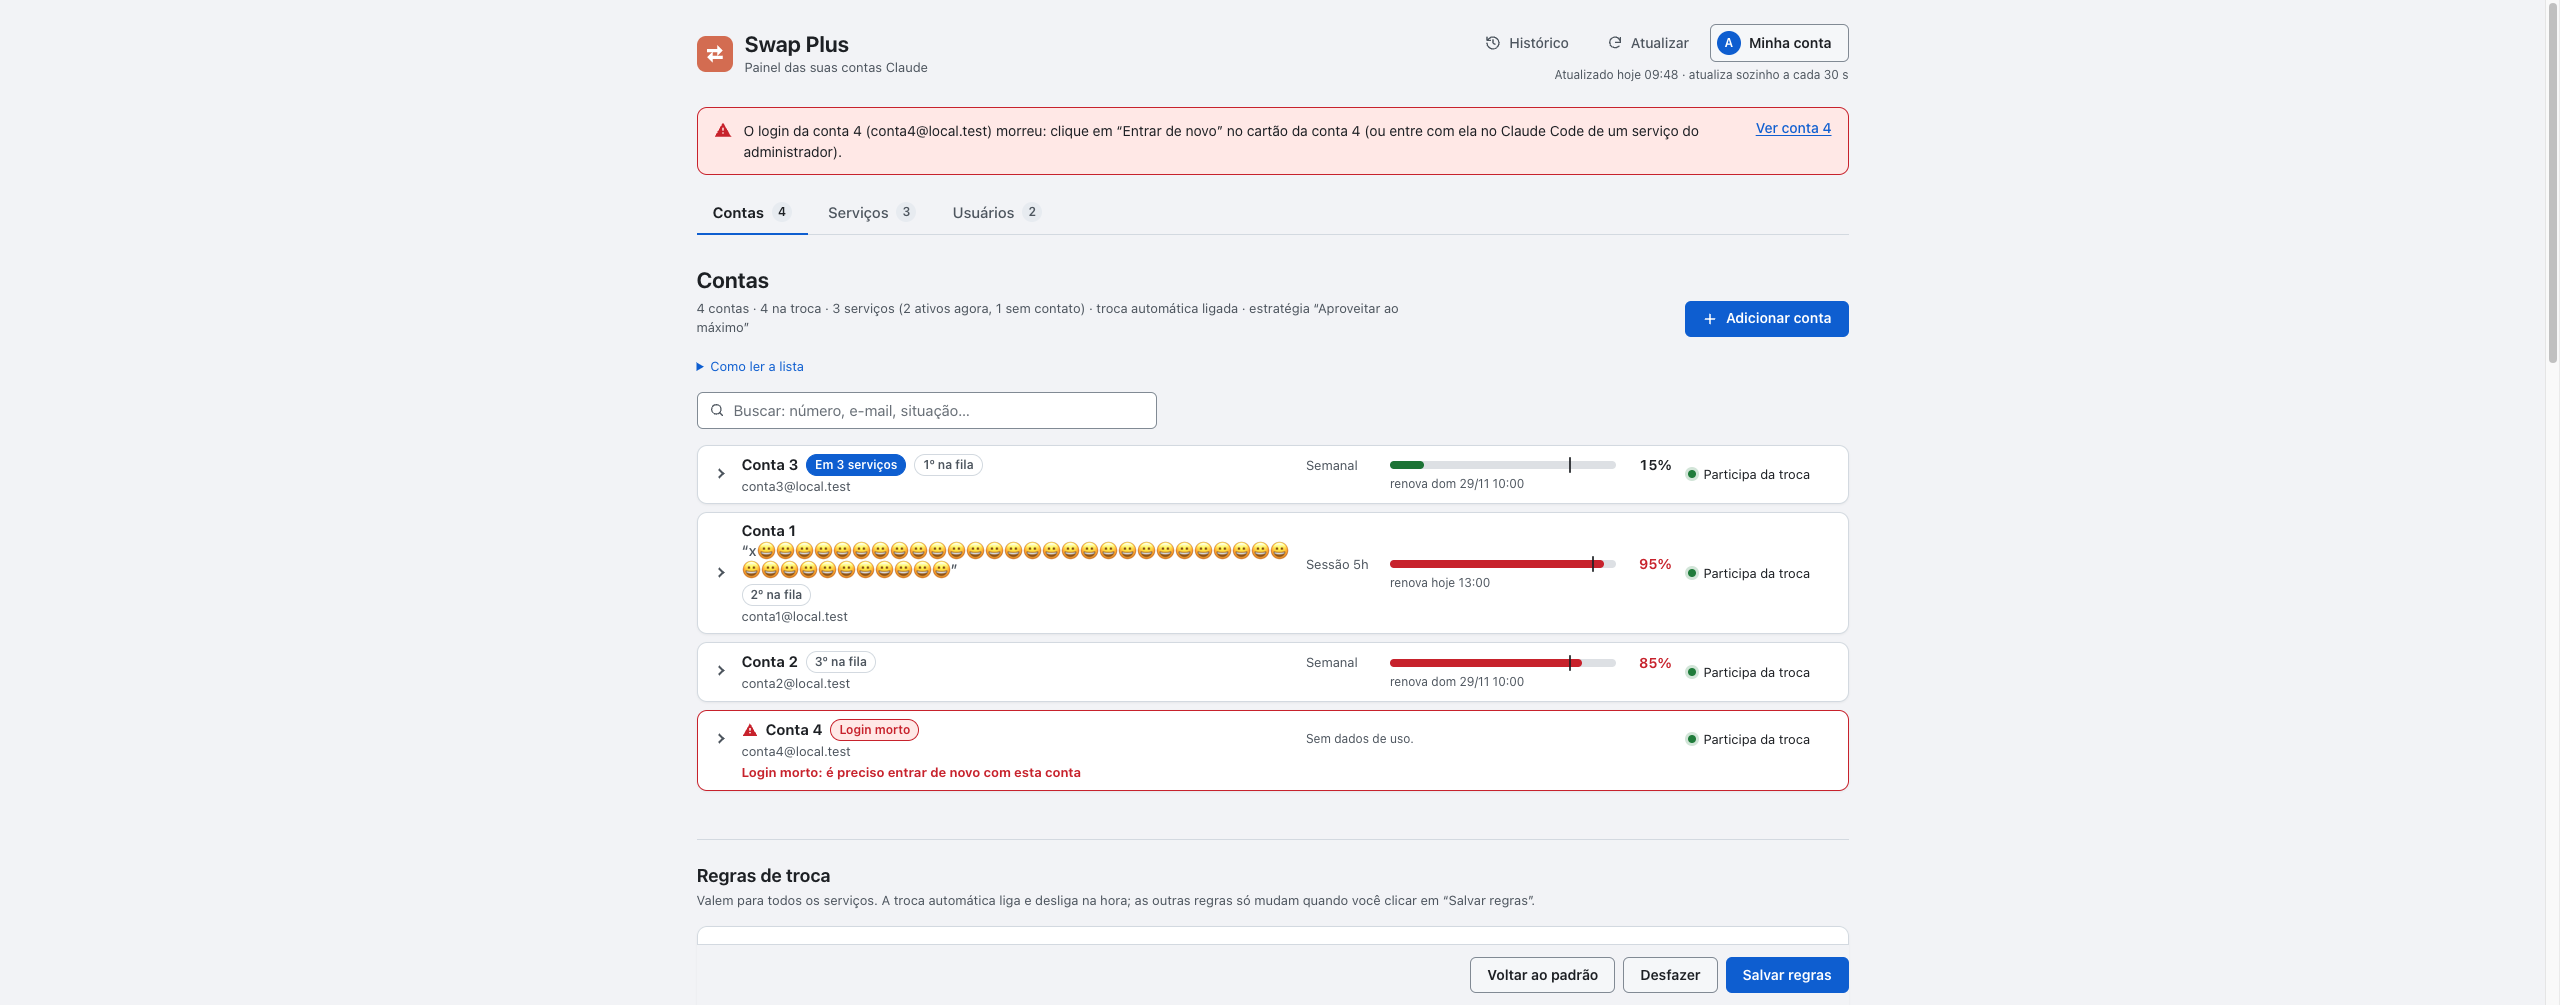 Swap Plus
Painel das suas contas Claude
Histórico
Atualizar
A
Minha conta
Atualizado hoje 09:48 · atualiza sozinho a cada 30 s
O login da conta 4 (conta4@local.test) morreu: clique em “Entrar de novo” no cartão da conta 4 (ou entre com ela no Claude Code de um serviço do
administrador).
Ver conta 4
Contas 4
Serviços 3
Usuários 2
Contas
4 contas · 4 na troca · 3 serviços (2 ativos agora, 1 sem contato) · troca automática ligada · estratégia “Aproveitar ao
máximo”
Adicionar conta
Como ler a lista
Buscar: número, e-mail, situação...
Conta 3 Em 3 serviços 1º na fila
conta3@local.test
Semanal
15%
renova dom 29/11 10:00
Participa da troca
Conta 1
“x😀😀😀😀😀😀😀😀😀😀😀😀😀😀😀😀😀😀😀😀😀😀😀😀😀😀😀😀
😀😀😀😀😀😀😀😀😀😀😀”
2º na fila
conta1@local.test
Sessão 5h
95%
renova hoje 13:00
Participa da troca
Conta 2 3º na fila
conta2@local.test
Semanal
85%
renova dom 29/11 10:00
Participa da troca
Conta 4 Login morto
conta4@local.test
Login morto: é preciso entrar de novo com esta conta
Sem dados de uso.
Participa da troca
Regras de troca
Valem para todos os serviços. A troca automática liga e desliga na hora; as outras regras só mudam quando você clicar em “Salvar regras”.
Voltar ao padrão
Desfazer
Salvar regras